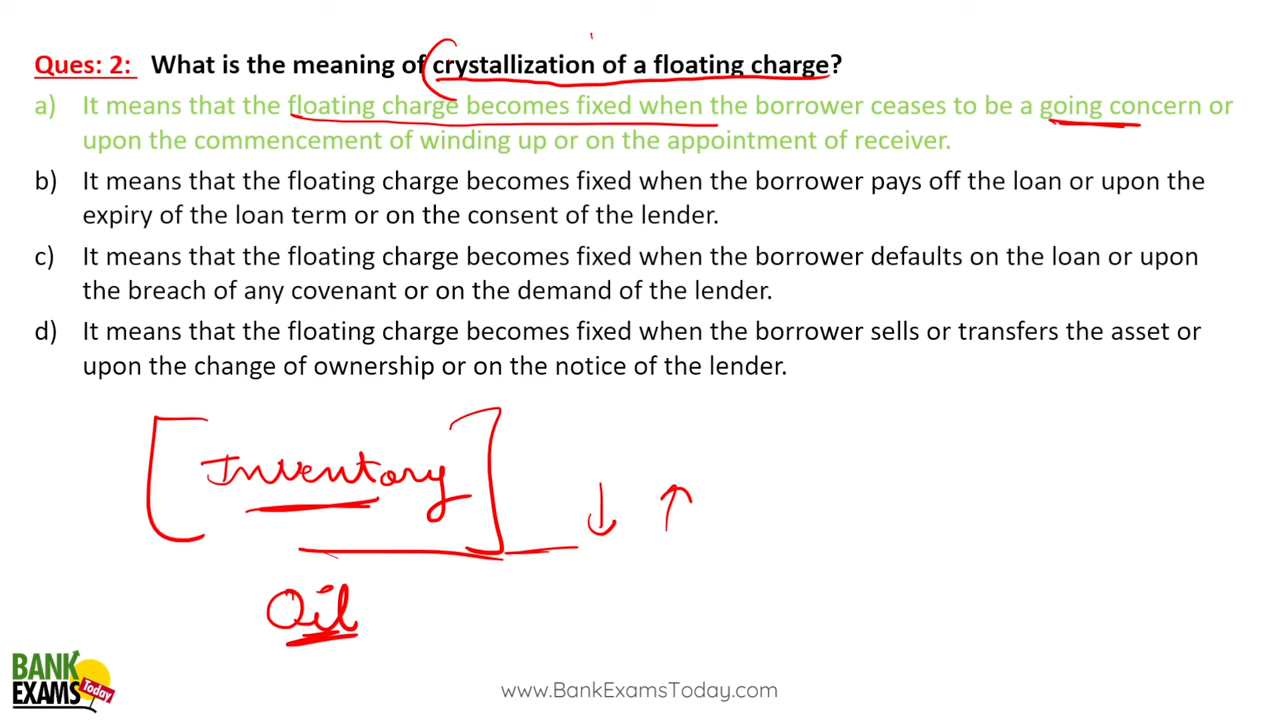 Ques: 2: What is the meaning of crystallization of a floating charge?
a) It means that the floating charge becomes fixed when the borrower ceases to be a going concern or
upon the commencement of winding up or on the appointment of receiver.
b) It means that the floating charge becomes fixed when the borrower pays off the loan or upon the
expiry of the loan term or on the consent of the lender.
c) It means that the floating charge becomes fixed when the borrower defaults on the loan or upon
the breach of any covenant or on the demand of the lender.
d) It means that the floating charge becomes fixed when the borrower sells or transfers the asset or
upon the change of ownership or on the notice of the lender.
[Inventory] ↓ ↑
Oil
BANK
EXAMS Today
www.BankExamsToday.com